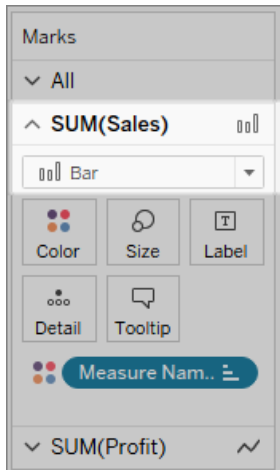 Marks
All
SUM(Sales)
Bar
Color Size Label
Detail Tooltip
Measure Nam..
SUM(Profit)